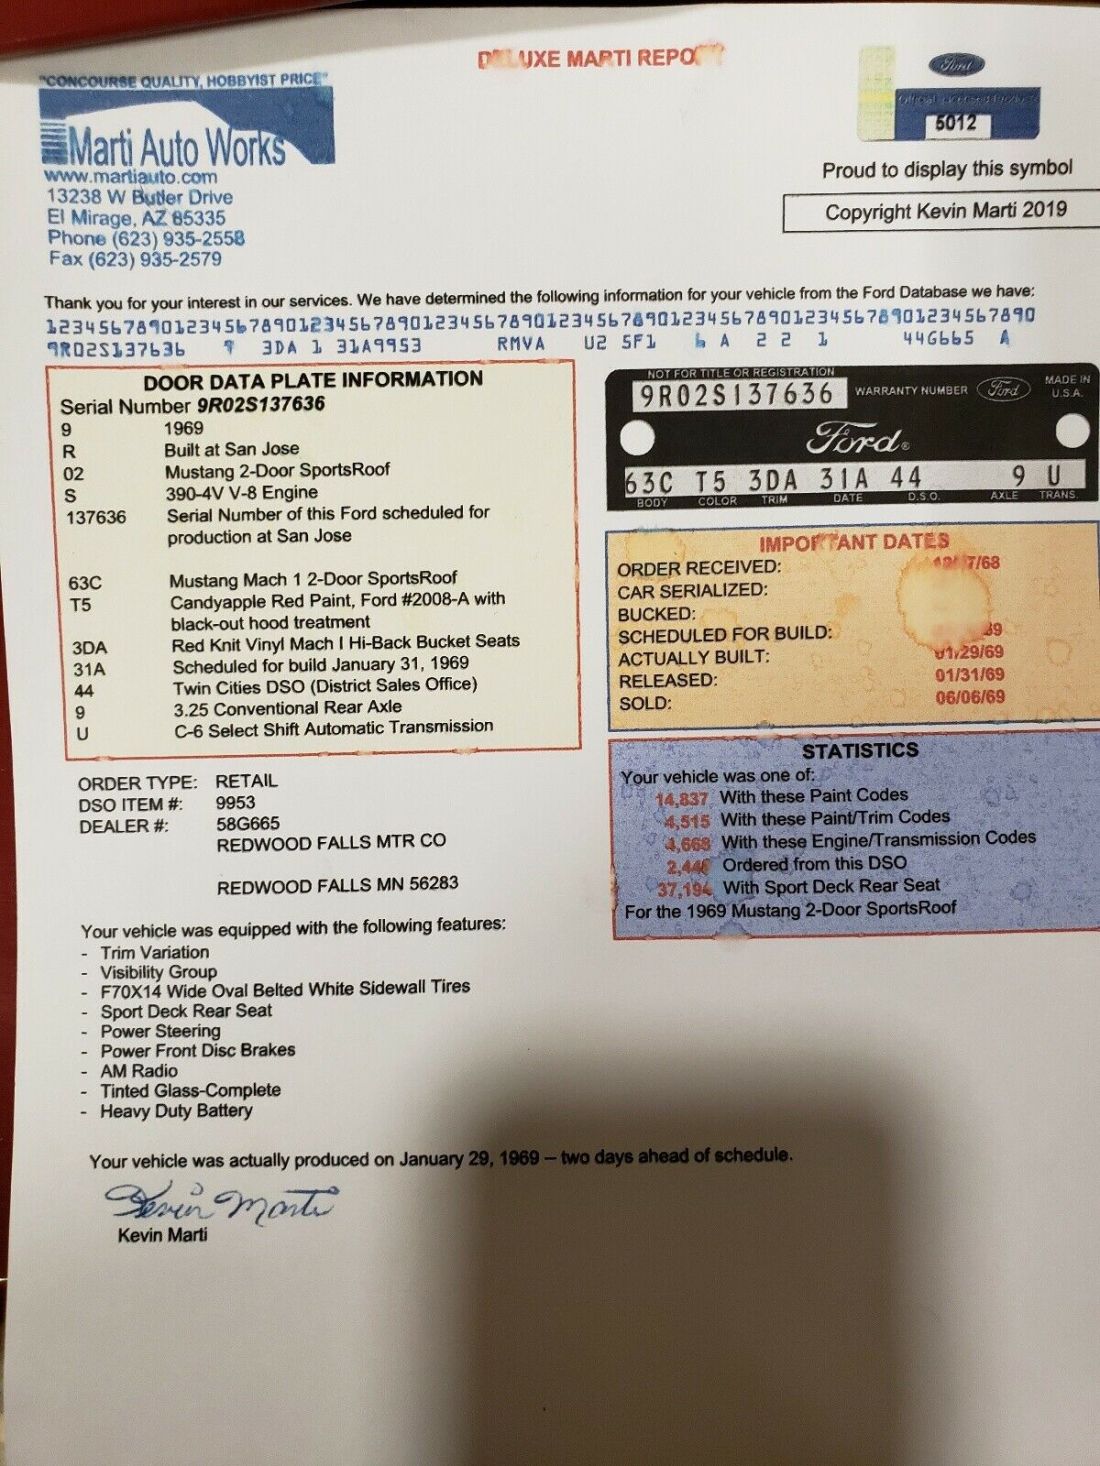 DELUXE MARTI REPORT
"CONCOURSE QUALITY, HOBBYIST PRICE"
Marti Auto Works
www.martiauto.com
13238 W Butler Drive
El Mirage, AZ 85335
Phone (623) 935-2558
Fax (623) 935-2579
Ford
5012
Proud to display this symbol
Copyright Kevin Marti 2019
Thank you for your interest in our services. We have determined the following information for your vehicle from the Ford Database we have:
12345678901234567890123456789012345678901234567890123456789012345678901234567890
9R02S137636 9 3DA 1 31A9953 RMVA U2 5F1 6 A 2 2 1 44G665 A
DOOR DATA PLATE INFORMATION
Serial Number 9R02S137636
9 1969
R Built at San Jose
02 Mustang 2-Door SportsRoof
S 390-4V V-8 Engine
137636 Serial Number of this Ford scheduled for
production at San Jose
63C Mustang Mach 1 2-Door SportsRoof
T5 Candyapple Red Paint, Ford #2008-A with
black-out hood treatment
3DA Red Knit Vinyl Mach I Hi-Back Bucket Seats
31A Scheduled for build January 31, 1969
44 Twin Cities DSO (District Sales Office)
9 3.25 Conventional Rear Axle
U C-6 Select Shift Automatic Transmission
NOT FOR TITLE OR REGISTRATION
9R02S137636 WARRANTY NUMBER Ford MADE IN
U.S.A.
Ford®
63C T5 3DA 31A 44 9 U
BODY COLOR TRIM DATE D.S.O. AXLE TRANS.
IMPORTANT DATES
ORDER RECEIVED:
CAR SERIALIZED:
BUCKED:
SCHEDULED FOR BUILD:
ACTUALLY BUILT: 01/29/69
RELEASED: 01/31/69
SOLD: 06/06/69
STATISTICS
Your vehicle was one of:
14,837 With these Paint Codes
4,515 With these Paint/Trim Codes
4,668 With these Engine/Transmission Codes
Ordered from this DSO
37,194 With Sport Deck Rear Seat
For the 1969 Mustang 2-Door SportsRoof
ORDER TYPE: RETAIL
DSO ITEM #: 9953
DEALER #: 58G665
REDWOOD FALLS MTR CO
REDWOOD FALLS MN 56283
Your vehicle was equipped with the following features:
- Trim Variation
- Visibility Group
- F70X14 Wide Oval Belted White Sidewall Tires
- Sport Deck Rear Seat
- Power Steering
- Power Front Disc Brakes
- AM Radio
- Tinted Glass-Complete
- Heavy Duty Battery
Your vehicle was actually produced on January 29, 1969 – two days ahead of schedule.
Kevin Marti
Kevin Marti